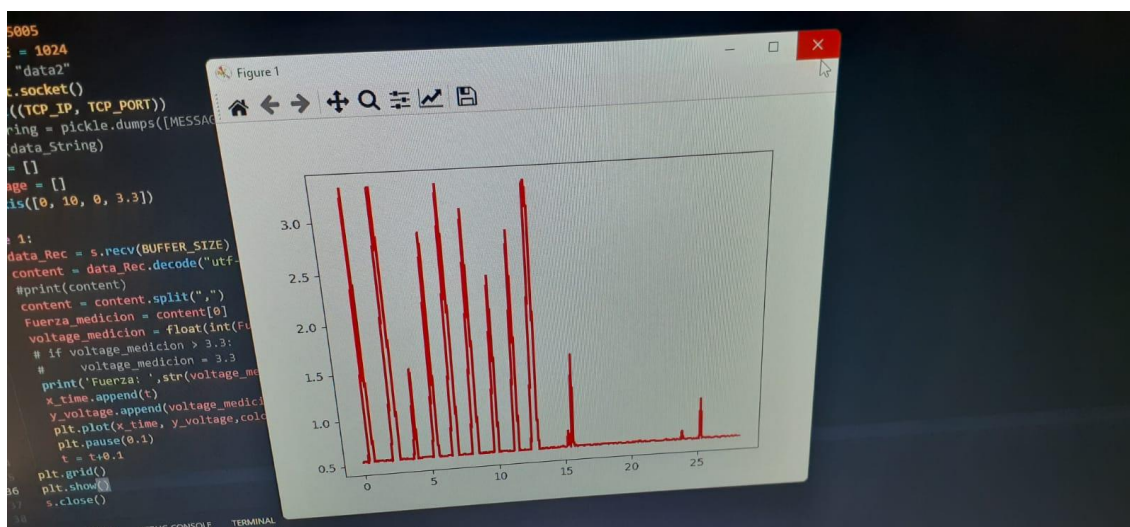 5005
= 1024
"data2"
t.socket()
((TCP_IP, TCP_PORT))
ring = pickle.dumps([MESSAG
(data_String)
= []
age = []
is([0, 10, 0, 3.3])
e 1:
data_Rec = s.recv(BUFFER_SIZE)
content = data_Rec.decode("utf-
#print(content)
content = content.split(",")
Fuerza_medicion = content[0]
voltage_medicion = float(int(Fu
# if voltage_medicion > 3.3:
# voltage_medicion = 3.3
print('Fuerza: ',str(voltage_me
x_time.append(t)
y_voltage.append(voltage_medici
plt.plot(x_time, y_voltage,colo
plt.pause(0.1)
t = t+0.1
plt.grid()
36 plt.show()
37 s.close()
38
CONSOLE TERMINAL
Figure 1
3.0
2.5
2.0
1.5
1.0
0.5
0 5 10 15 20 25